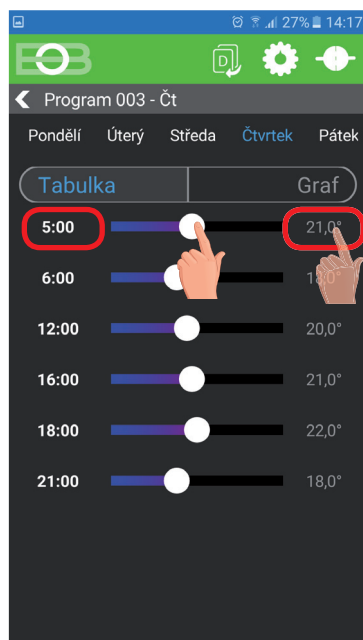 27% 14:17
EOB
Program 003 - Čt
Pondělí Úterý Středa Čtvrtek Pátek
Tabulka Graf
5:00 21,0°
6:00
12:00 20,0°
16:00 21,0°
18:00 22,0°
21:00 18,0°